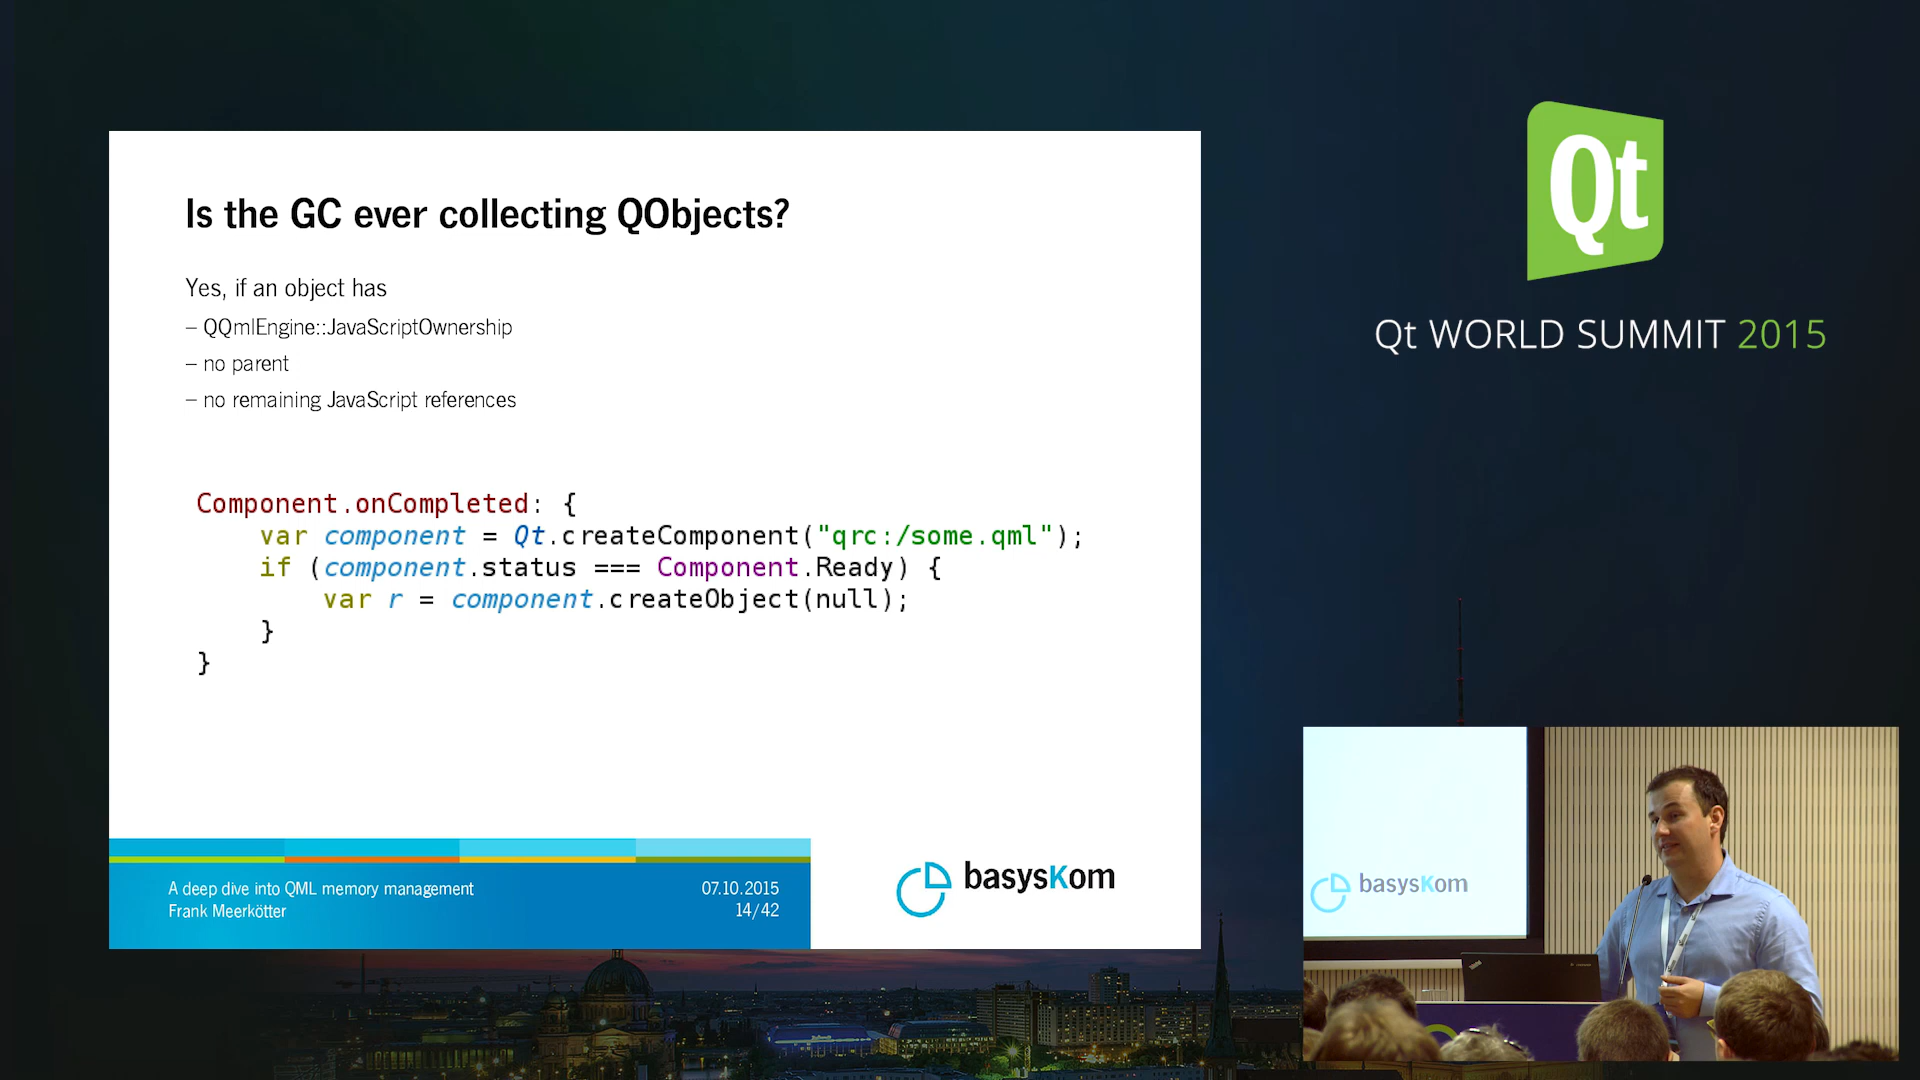 Is the GC ever collecting QObjects?
Yes, if an object has
– QQmlEngine::JavaScriptOwnership
– no parent
– no remaining JavaScript references
Component.onCompleted: {
    var component = Qt.createComponent("qrc:/some.qml");
    if (component.status === Component.Ready) {
        var r = component.createObject(null);
    }
}
A deep dive into QML memory management
Frank Meerkötter
07.10.2015
14/42
basysKom
Qt
Qt WORLD SUMMIT 2015
basysKom